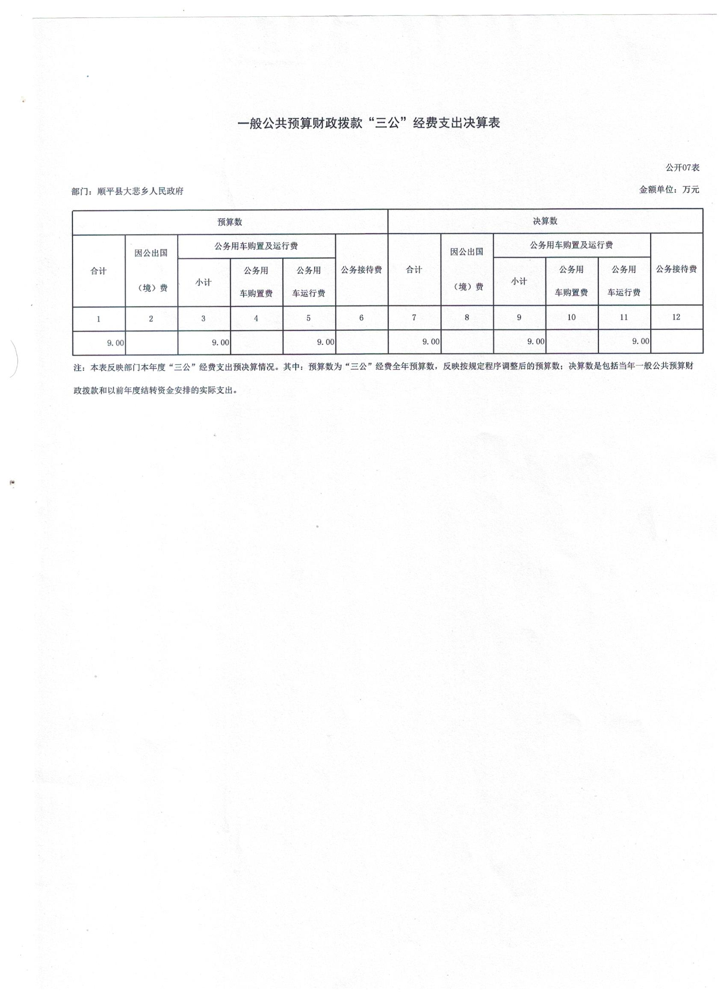 一般公共预算财政拨款“三公”经费支出决算表
公开07表
部门：顺平县大悲乡人民政府 金额单位：万元
预算数 决算数
合计 因公出国（境）费 公务用车购置及运行费 公务接待费 合计 因公出国（境）费 公务用车购置及运行费 公务接待费
小计 公务用车购置费 公务用车运行费 小计 公务用车购置费 公务用车运行费
1 2 3 4 5 6 7 8 9 10 11 12
9.00 9.00 9.00 9.00 9.00 9.00
注：本表反映部门本年度“三公”经费支出预决算情况。其中：预算数为“三公”经费全年预算数，反映按规定程序调整后的预算数；决算数是包括当年一般公共预算财
政拨款和以前年度结转资金安排的实际支出。